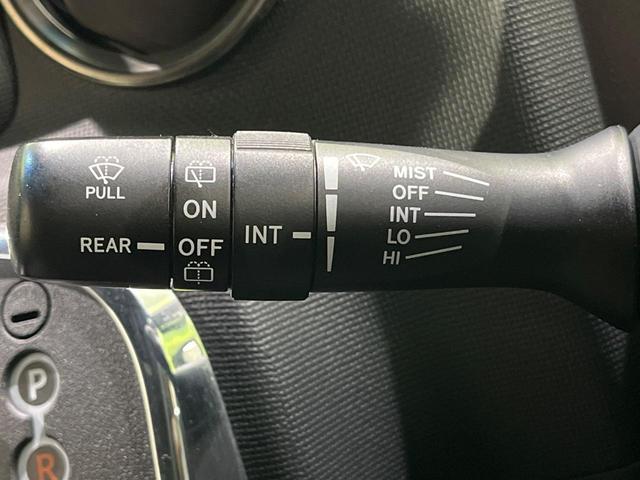 PULL
REAR
ON
OFF
INT
MIST
OFF
INT
LO
HI
P
R